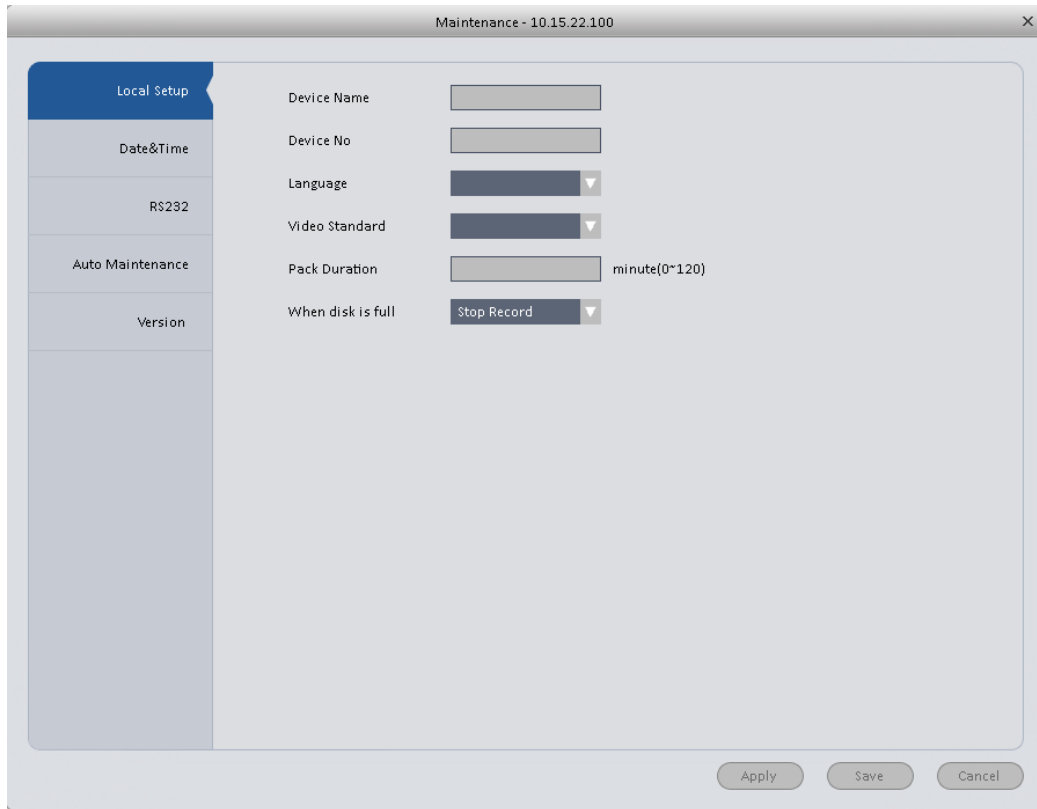 Maintenance - 10.15.22.100
Local Setup
Date&Time
RS232
Auto Maintenance
Version
Device Name
Device No
Language
Video Standard
Pack Duration minute(0~120)
When disk is full Stop Record
Apply Save Cancel